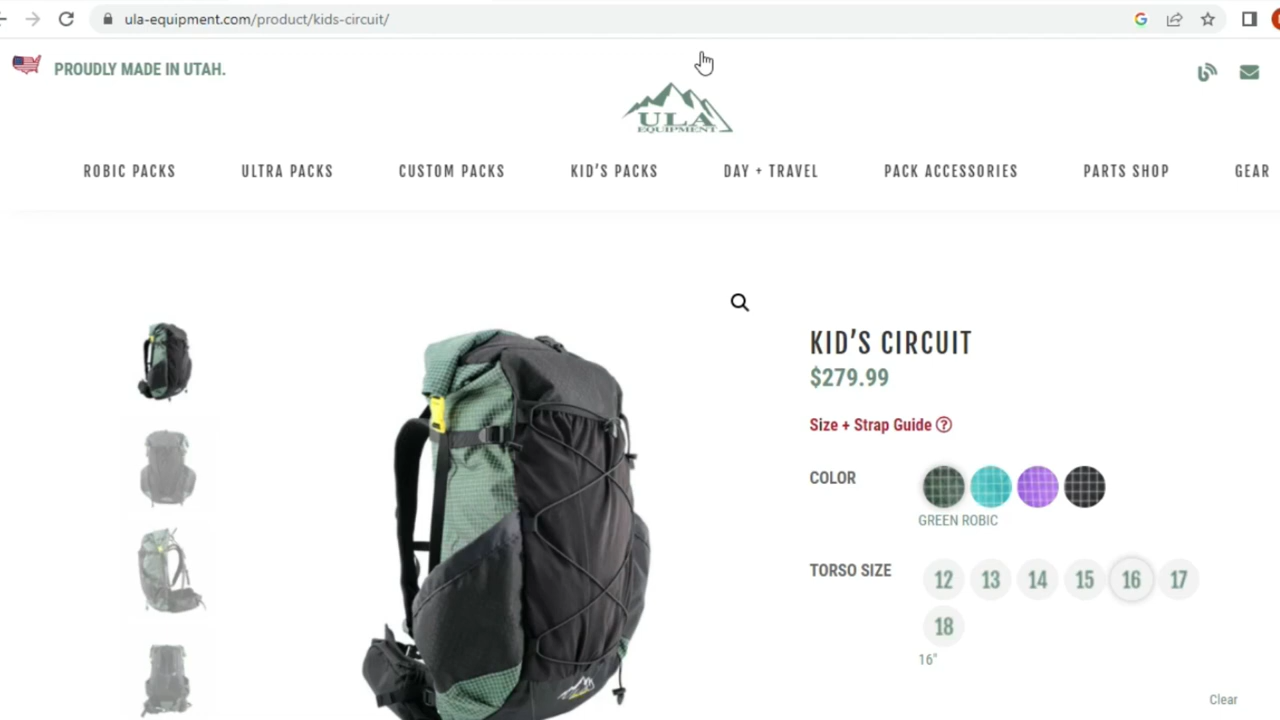 ula-equipment.com/product/kids-circuit/
PROUDLY MADE IN UTAH.
ULA
EQUIPMENT
ROBIC PACKS ULTRA PACKS CUSTOM PACKS KID'S PACKS DAY + TRAVEL PACK ACCESSORIES PARTS SHOP GEAR
KID'S CIRCUIT
$279.99
Size + Strap Guide ?
COLOR
GREEN ROBIC
TORSO SIZE 12 13 14 15 16 17
18
16"
Clear